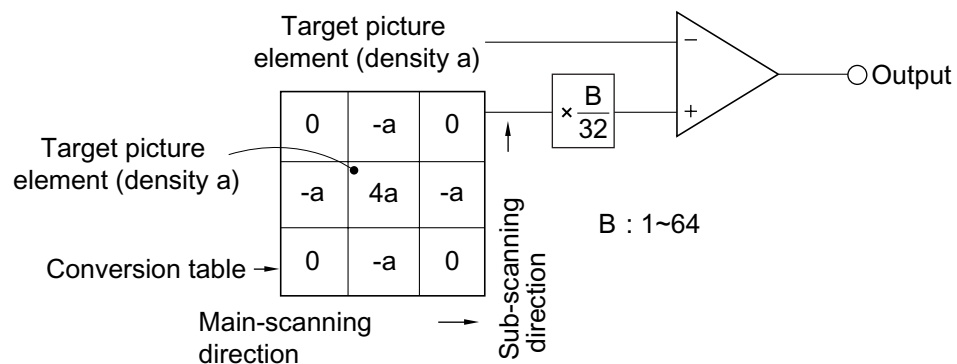 Target picture
element (density a)
−
Output
× B/32
+
0 -a 0
Target picture
element (density a)
-a 4a -a
B : 1~64
0 -a 0
Conversion table
Sub-scanning
direction
Main-scanning
direction